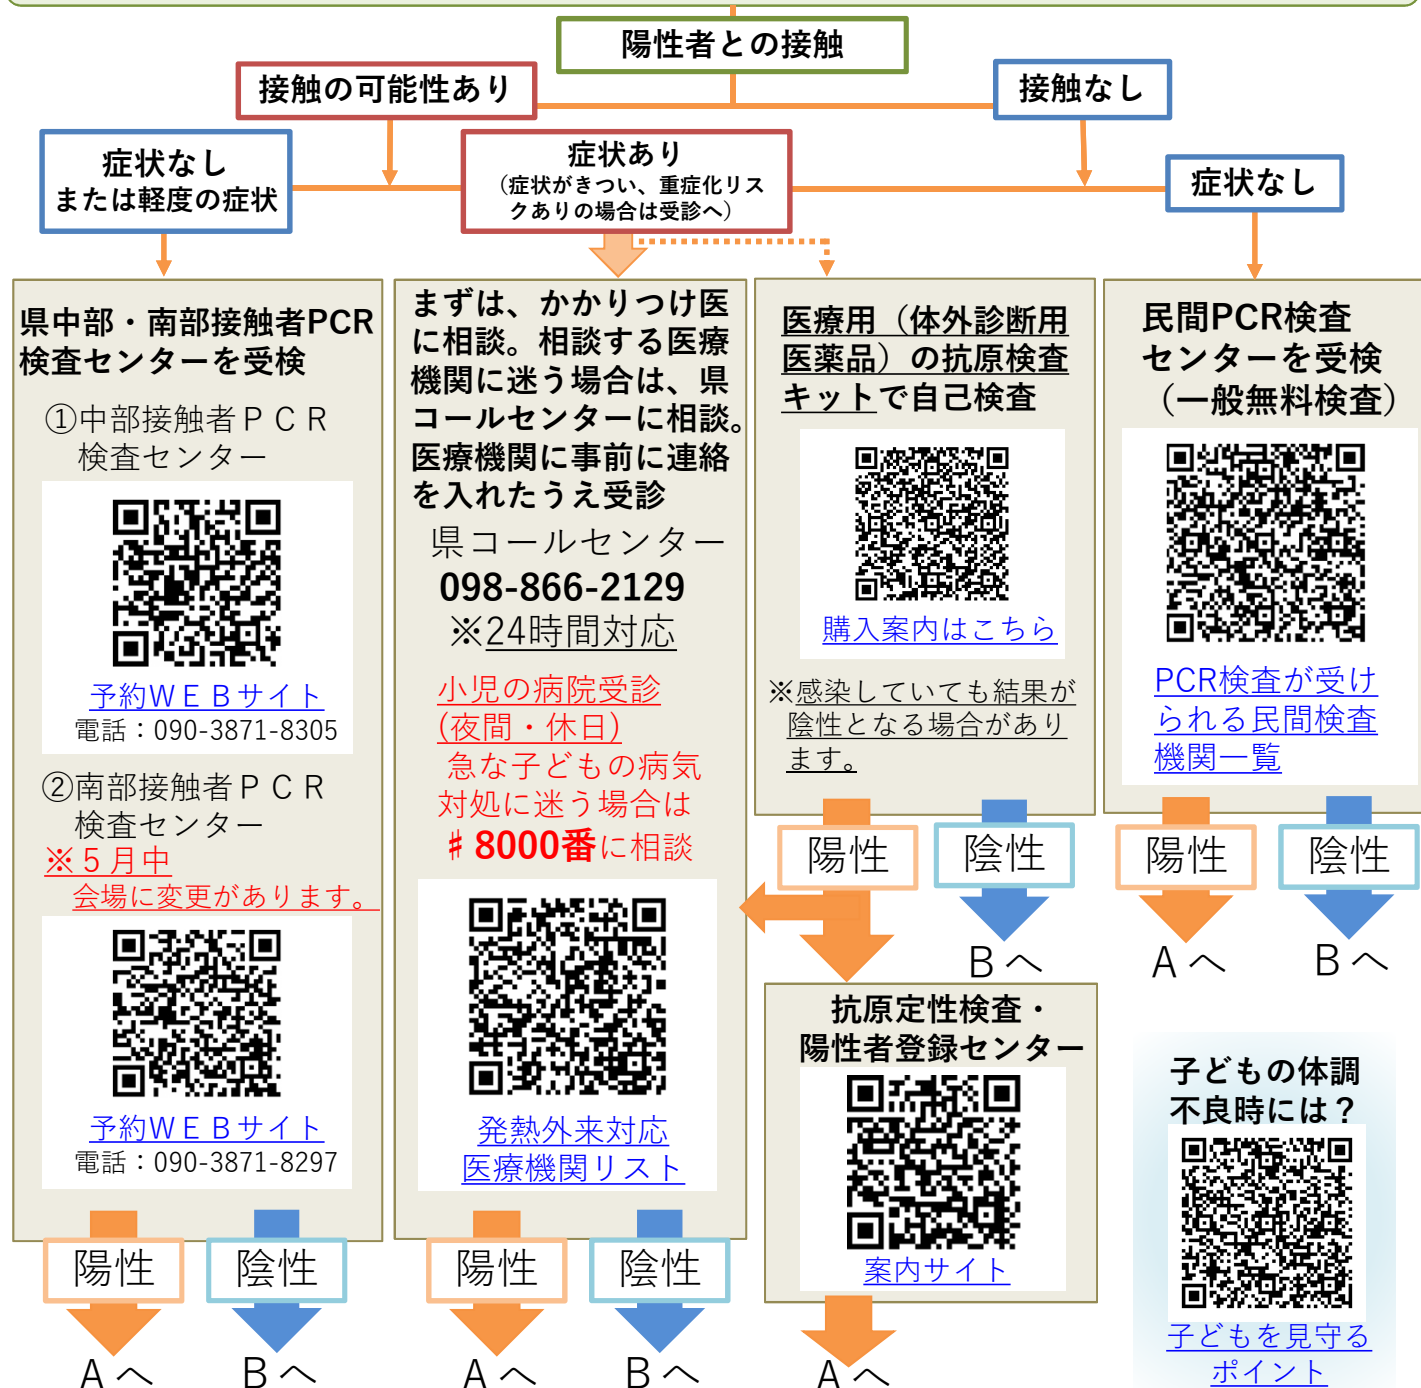 陽性者との接触
接触の可能性あり
接触なし
症状なし
または軽度の症状
症状あり
（症状がきつい、重症化リス
クありの場合は受診へ）
症状なし
県中部・南部接触者PCR
検査センターを受検
①中部接触者ＰＣＲ
検査センター
予約ＷＥＢサイト
電話：090-3871-8305
②南部接触者ＰＣＲ
検査センター
※５月中
会場に変更があります。
予約ＷＥＢサイト
電話：090-3871-8297
陽性
陰性
Ａへ
Ｂへ
まずは、かかりつけ医
に相談。相談する医療
機関に迷う場合は、県
コールセンターに相談。
医療機関に事前に連絡
を入れたうえ受診
県コールセンター
098-866-2129
※24時間対応
小児の病院受診
(夜間・休日)
急な子どもの病気
対処に迷う場合は
♯8000番に相談
発熱外来対応
医療機関リスト
陽性
陰性
Ａへ
Ｂへ
医療用（体外診断用
医薬品）の抗原検査
キットで自己検査
購入案内はこちら
※感染していても結果が
陰性となる場合があり
ます。
陽性
陰性
Ｂへ
抗原定性検査・
陽性者登録センター
案内サイト
Ａへ
民間PCR検査
センターを受検
（一般無料検査）
PCR検査が受け
られる民間検査
機関一覧
陽性
陰性
Ａへ
Ｂへ
子どもの体調
不良時には？
子どもを見守る
ポイント